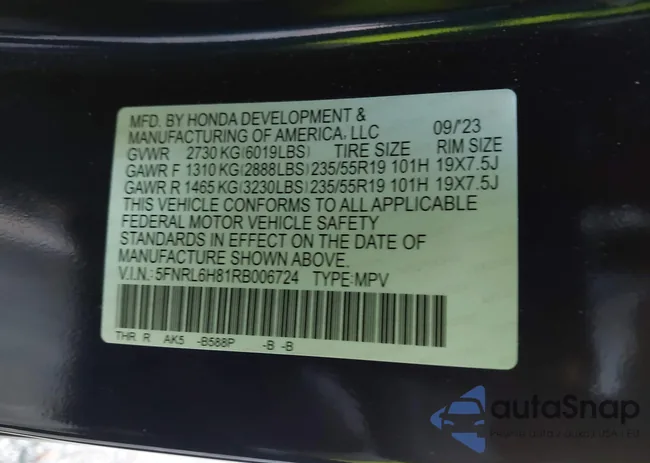 MFD. BY HONDA DEVELOPMENT &
MANUFACTURING OF AMERICA, LLC 09/'23
GVWR 2730 KG(6019LBS) TIRE SIZE RIM SIZE
GAWR F 1310 KG(2888LBS)235/55R19 101H 19X7.5J
GAWR R 1465 KG(3230LBS)235/55R19 101H 19X7.5J
THIS VEHICLE CONFORMS TO ALL APPLICABLE
FEDERAL MOTOR VEHICLE SAFETY
STANDARDS IN EFFECT ON THE DATE OF
MANUFACTURE SHOWN ABOVE.
V.I.N.: 5FNRL6H81RB006724 TYPE:MPV
THR R AK5 -B588P -B -B
autaSnap